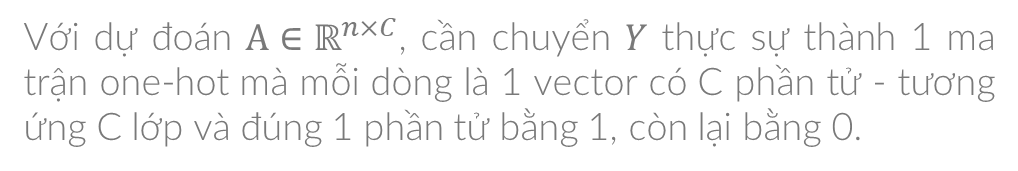 Với dự đoán A ∈ ℝⁿˣᶜ, cần chuyển Y thực sự thành 1 ma
trận one-hot mà mỗi dòng là 1 vector có C phần tử - tương
ứng C lớp và đúng 1 phần tử bằng 1, còn lại bằng 0.